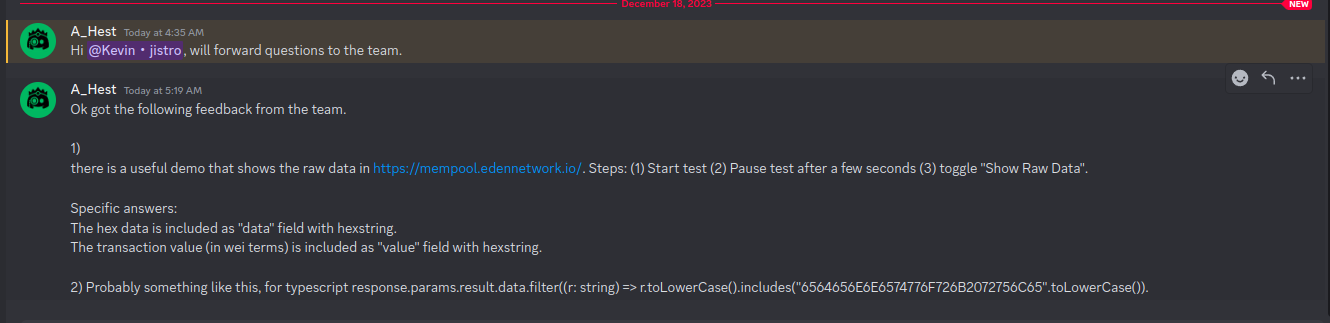 December 18, 2023
NEW
A_Hest Today at 4:35 AM
Hi @Kevin • jistro, will forward questions to the team.
A_Hest Today at 5:19 AM
Ok got the following feedback from the team.
1)
there is a useful demo that shows the raw data in https://mempool.edennetwork.io/. Steps: (1) Start test (2) Pause test after a few seconds (3) toggle "Show Raw Data".
Specific answers:
The hex data is included as "data" field with hexstring.
The transaction value (in wei terms) is included as "value" field with hexstring.
2) Probably something like this, for typescript response.params.result.data.filter((r: string) => r.toLowerCase().includes("6564656E6E6574776F726B2072756C65".toLowerCase()).